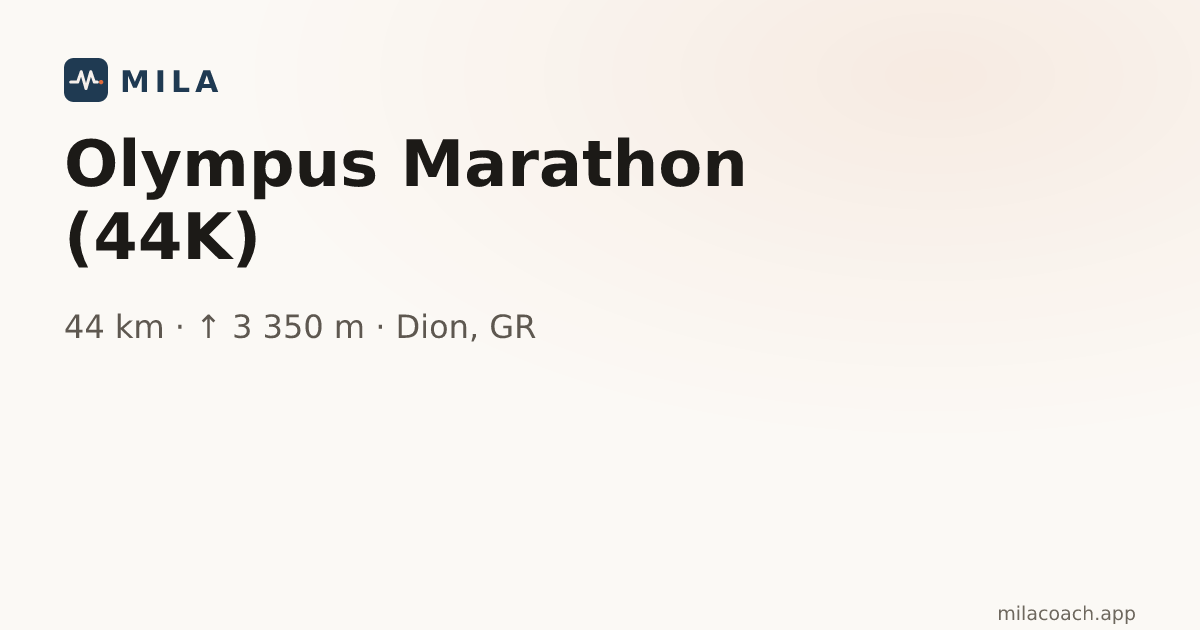 MILA
Olympus Marathon
(44K)
44 km · ↑ 3 350 m · Dion, GR
milacoach.app